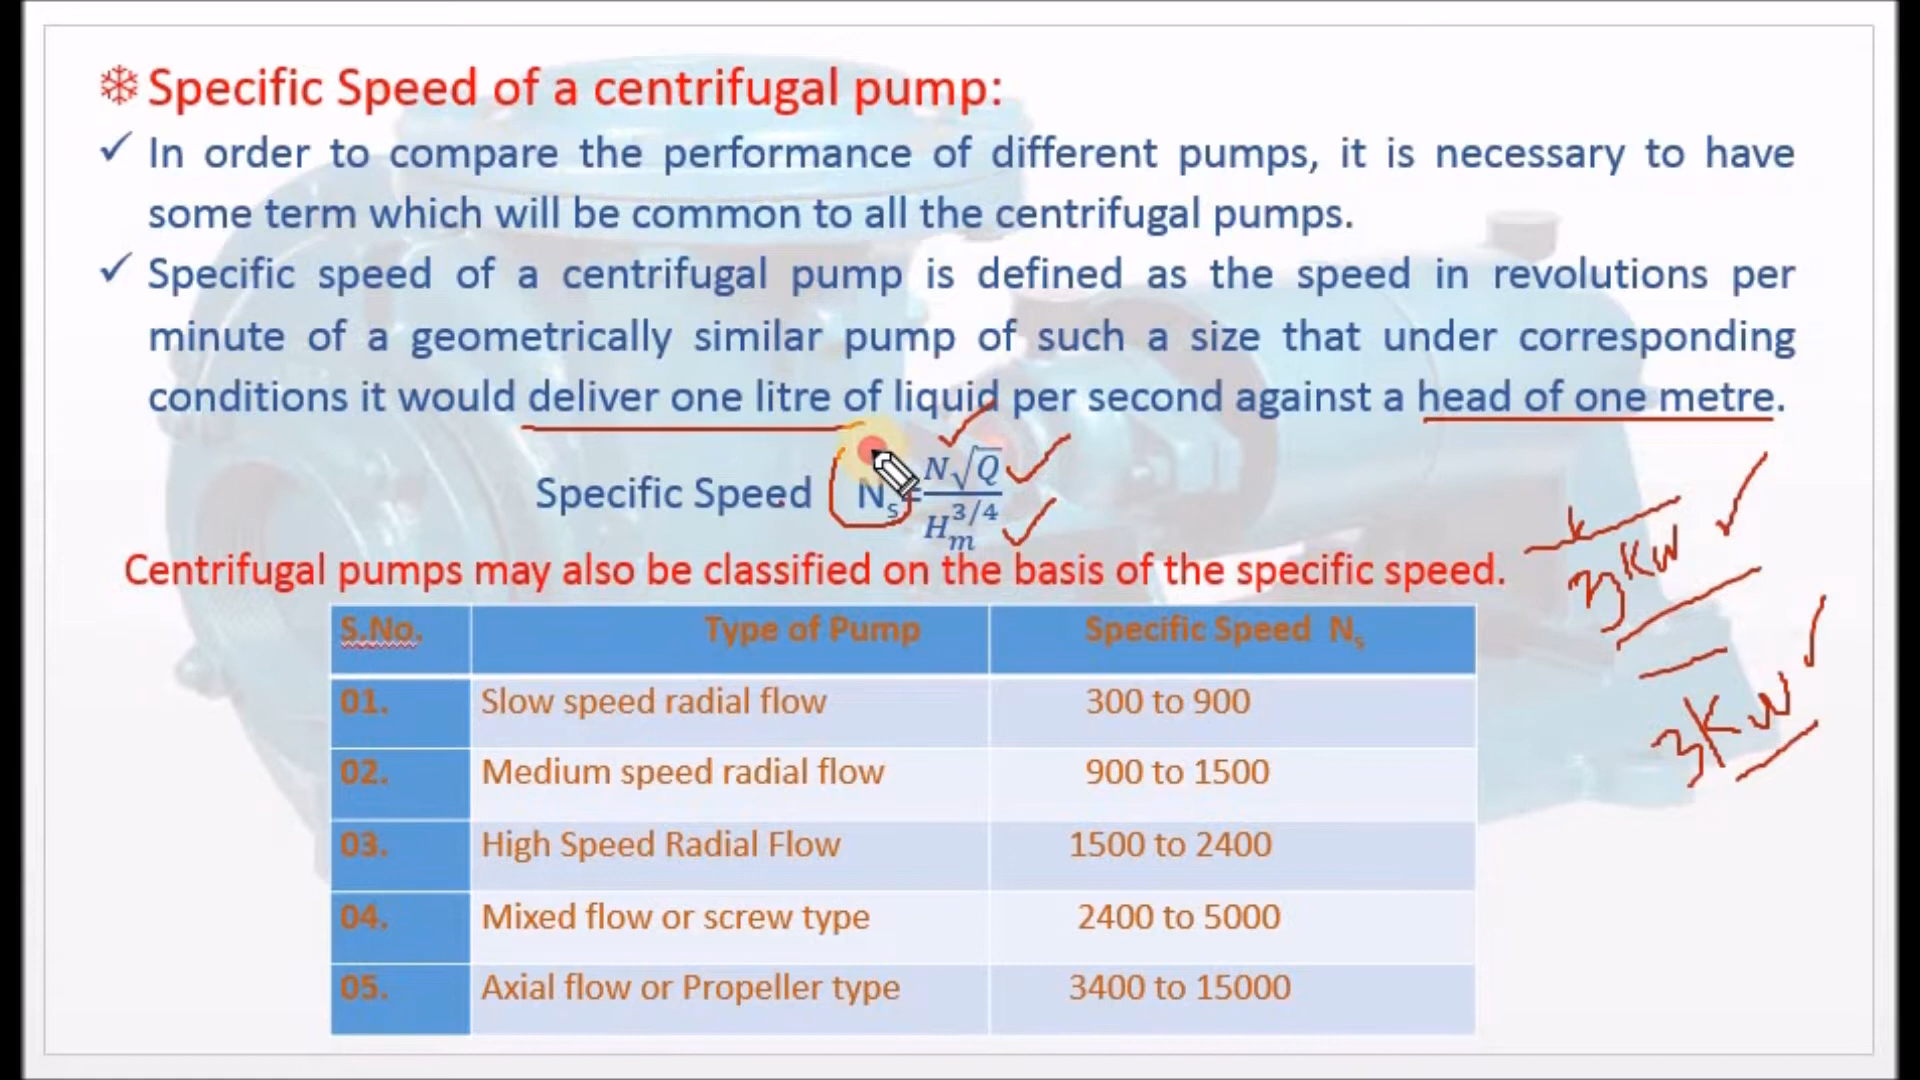 Specific Speed of a centrifugal pump:
In order to compare the performance of different pumps, it is necessary to have
some term which will be common to all the centrifugal pumps.
Specific speed of a centrifugal pump is defined as the speed in revolutions per
minute of a geometrically similar pump of such a size that under corresponding
conditions it would deliver one litre of liquid per second against a head of one metre.
Specific Speed N_s = N√Q / H_m^{3/4}
3 KW
3 KW
Centrifugal pumps may also be classified on the basis of the specific speed.
S.No. Type of Pump Specific Speed N_s
01. Slow speed radial flow 300 to 900
02. Medium speed radial flow 900 to 1500
03. High Speed Radial Flow 1500 to 2400
04. Mixed flow or screw type 2400 to 5000
05. Axial flow or Propeller type 3400 to 15000